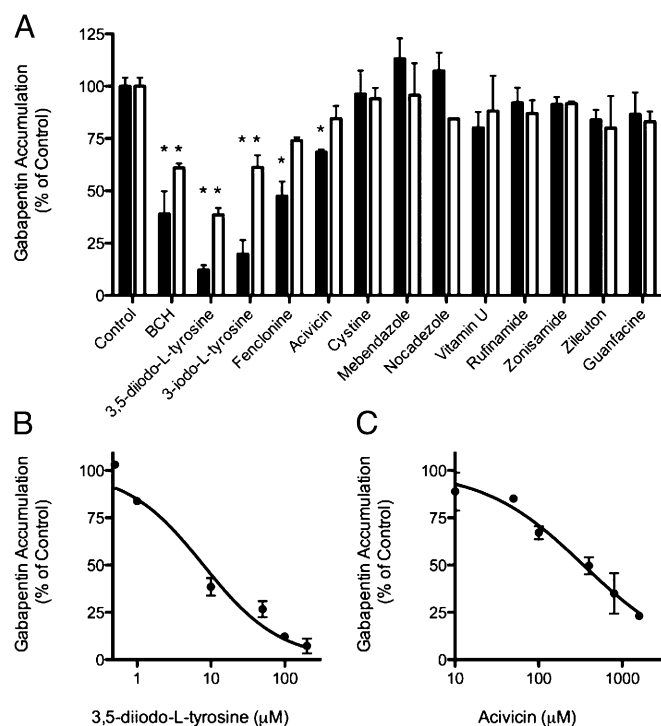 A
Gabapentin Accumulation
(% of Control)
125
100
75
50
25
0
* *
* *
* *
*
*
Control
BCH
3,5-diiodo-L-tyrosine
3-iodo-L-tyrosine
Fenclonine
Acivicin
Cystine
Mebendazole
Nocadezole
Vitamin U
Rufinamide
Zonisamide
Zileuton
Guanfacine
B
Gabapentin Accumulation
(% of Control)
100
75
50
25
0
1 10 100
3,5-diiodo-L-tyrosine (μM)
C
Gabapentin Accumulation
(% of Control)
100
75
50
25
0
10 100 1000
Acivicin (μM)